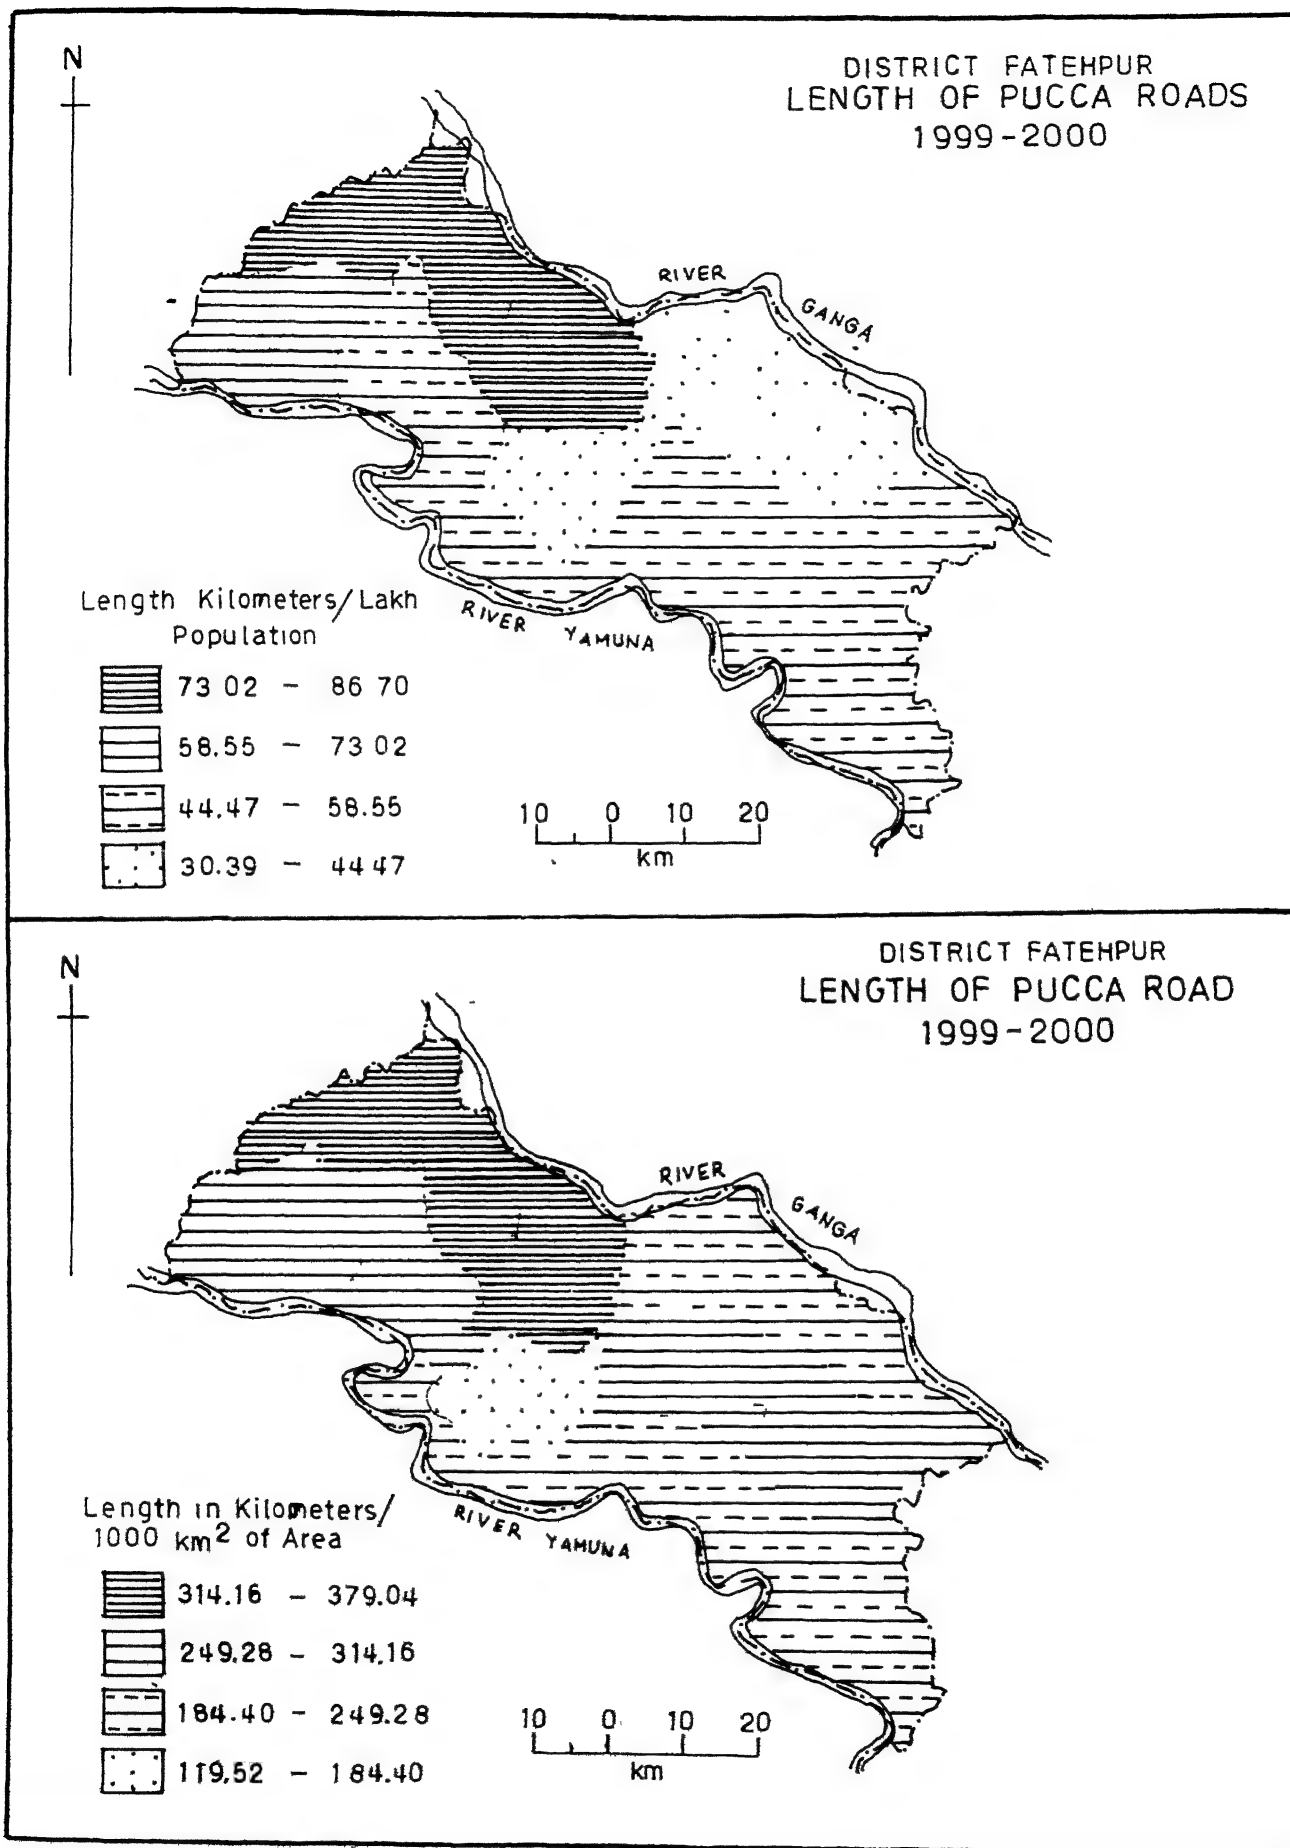 N
DISTRICT FATEHPUR
LENGTH OF PUCCA ROADS
1999-2000
RIVER
GANGA
RIVER
YAMUNA
Length Kilometers/Lakh
Population
73 02 - 86 70
58.55 - 73 02
44.47 - 58.55
30.39 - 44 47
10 0 10 20
km
N
DISTRICT FATEHPUR
LENGTH OF PUCCA ROAD
1999-2000
RIVER
GANGA
RIVER
YAMUNA
Length in Kilometers/
1000 km² of Area
314.16 - 379.04
249.28 - 314.16
184.40 - 249.28
119.52 - 184.40
10 0 10 20
km